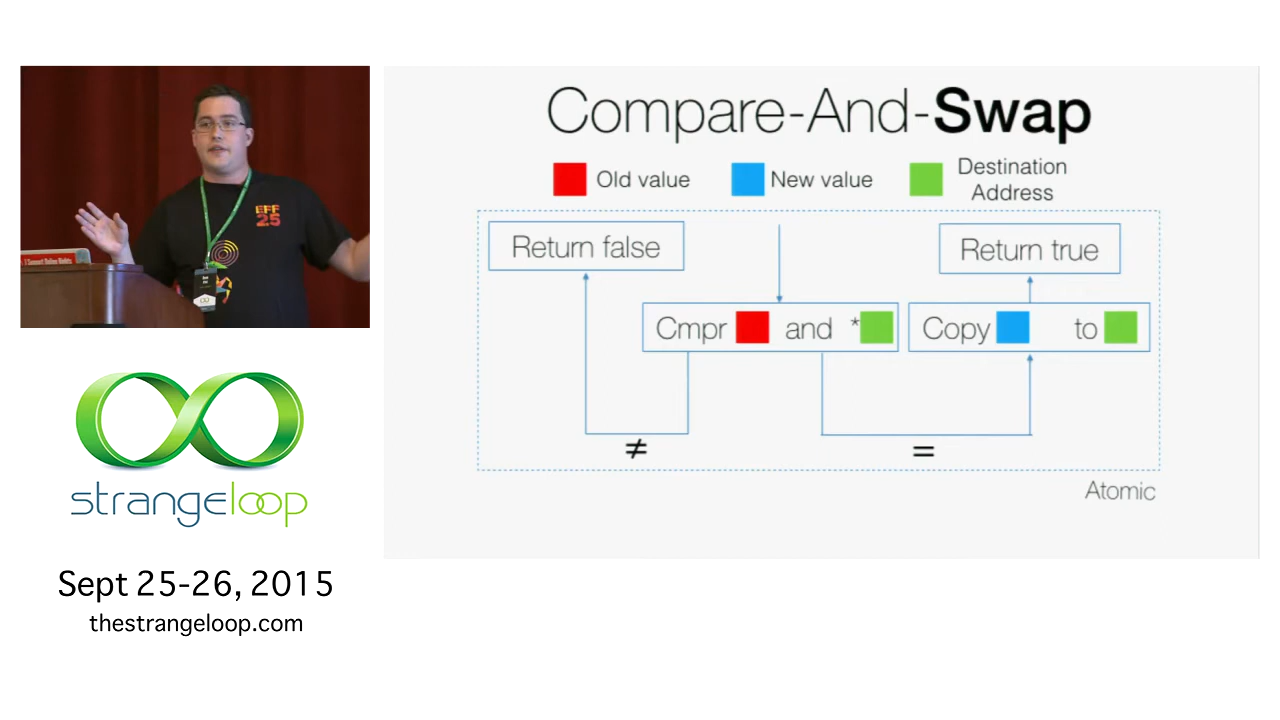 Compare-And-Swap
Old value
New value
Destination
Address
Return false
Return true
Cmpr and *
Copy to
≠
=
Atomic
EFF
25
strangeloop
Sept 25-26, 2015
thestrangeloop.com